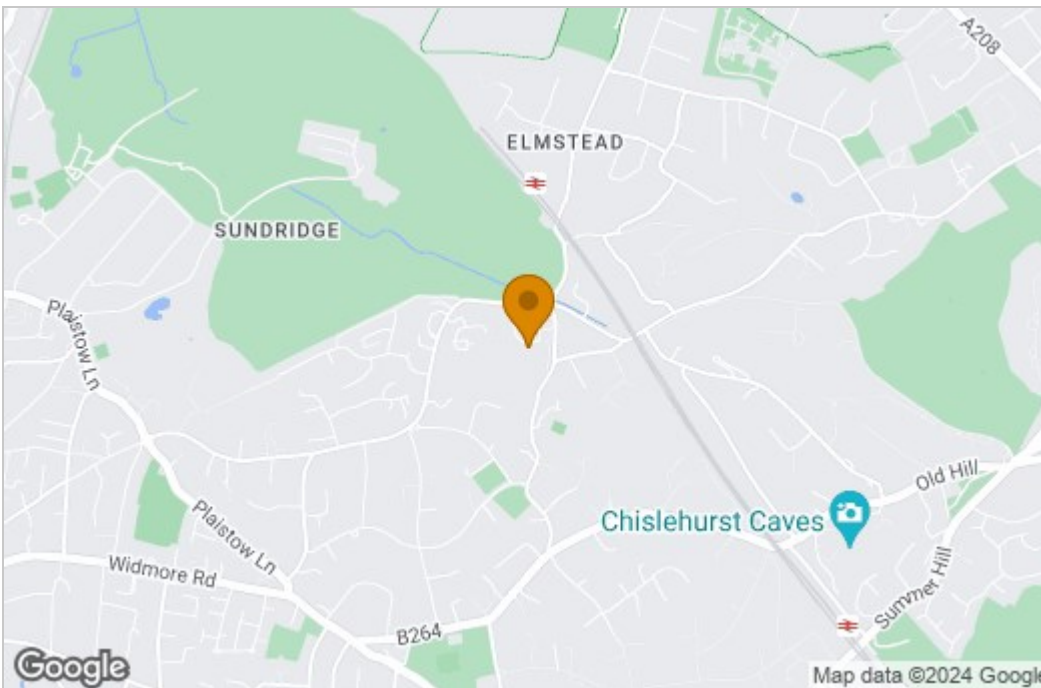 A208
ELMSTEAD
SUNDRIDGE
Plaistow Ln
Old Hill
Chislehurst Caves
Plaistow Ln
Widmore Rd
Summer Hill
B264
Google
Map data ©2024 Google